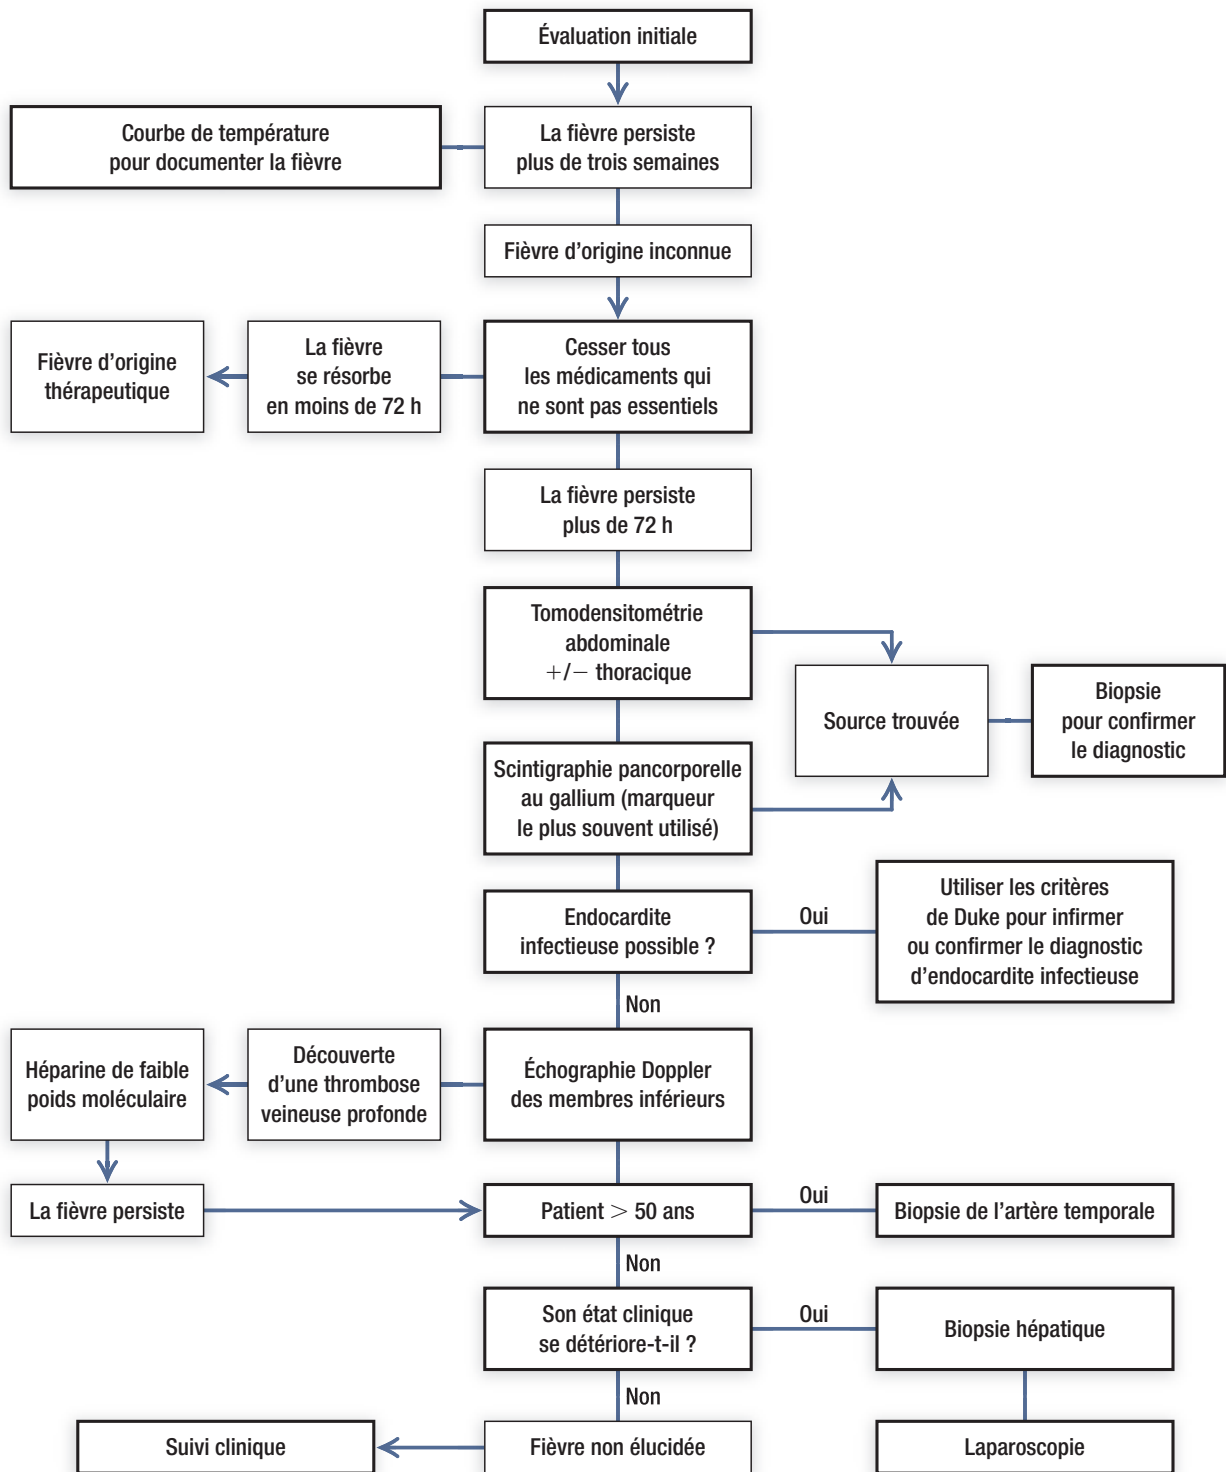 Évaluation initiale
Courbe de température
pour documenter la fièvre
La fièvre persiste
plus de trois semaines
Fièvre d'origine inconnue
Fièvre d'origine
thérapeutique
La fièvre
se résorbe
en moins de 72 h
Cesser tous
les médicaments qui
ne sont pas essentiels
La fièvre persiste
plus de 72 h
Tomodensitométrie
abdominale
+/− thoracique
Source trouvée
Biopsie
pour confirmer
le diagnostic
Scintigraphie pancorporelle
au gallium (marqueur
le plus souvent utilisé)
Endocardite
infectieuse possible ?
Oui
Utiliser les critères
de Duke pour infirmer
ou confirmer le diagnostic
d'endocardite infectieuse
Non
Héparine de faible
poids moléculaire
Découverte
d'une thrombose
veineuse profonde
Échographie Doppler
des membres inférieurs
La fièvre persiste
Patient > 50 ans
Oui
Biopsie de l'artère temporale
Non
Son état clinique
se détériore-t-il ?
Oui
Biopsie hépatique
Non
Suivi clinique
Fièvre non élucidée
Laparoscopie